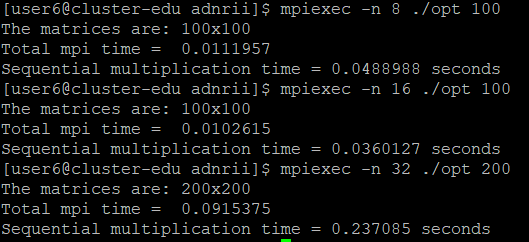 [user6@cluster-edu adnrii]$ mpiexec -n 8 ./opt 100
The matrices are: 100x100
Total mpi time =  0.0111957
Sequential multiplication time = 0.0488988 seconds
[user6@cluster-edu adnrii]$ mpiexec -n 16 ./opt 100
The matrices are: 100x100
Total mpi time =  0.0102615
Sequential multiplication time = 0.0360127 seconds
[user6@cluster-edu adnrii]$ mpiexec -n 32 ./opt 200
The matrices are: 200x200
Total mpi time =  0.0915375
Sequential multiplication time = 0.237085 seconds